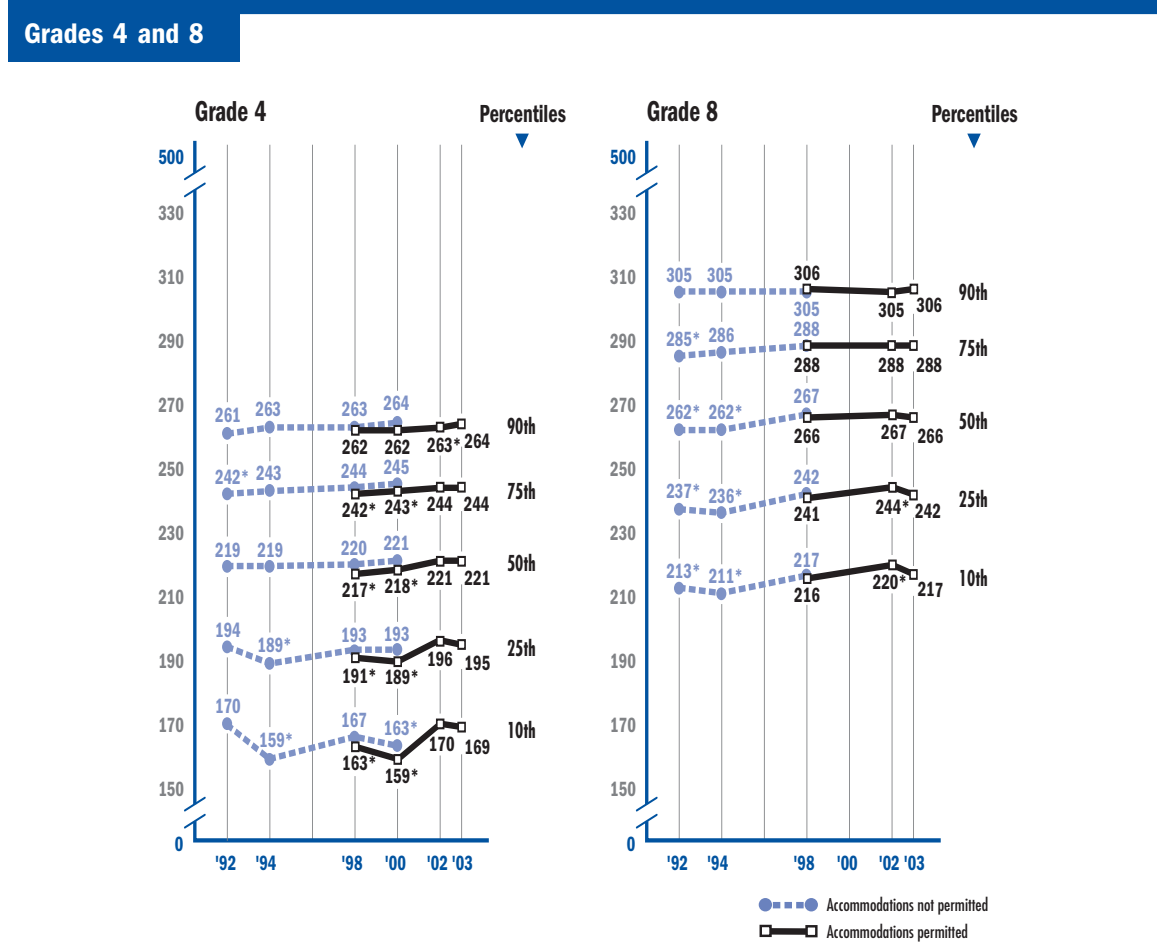 Grades 4 and 8
Grade 4
Percentiles
500
330
310
290
270
250
230
210
190
170
150
0
261 263 263 264
262 262 263* 264
90th
242* 243 244 245
242* 243* 244 244
75th
219 219 220 221
217* 218* 221 221
50th
194 189* 193 193
191* 189* 196 195
25th
170 159* 167 163*
163* 159* 170 169
10th
'92 '94 '98 '00 '02 '03
Grade 8
Percentiles
500
330
310
290
270
250
230
210
190
170
150
0
305 305 306
305 305 306
90th
285* 286 288
288 288 288
75th
262* 262* 267
266 267 266
50th
237* 236* 242
241 244* 242
25th
213* 211* 217
216 220* 217
10th
'92 '94 '98 '00 '02 '03
Accommodations not permitted
Accommodations permitted